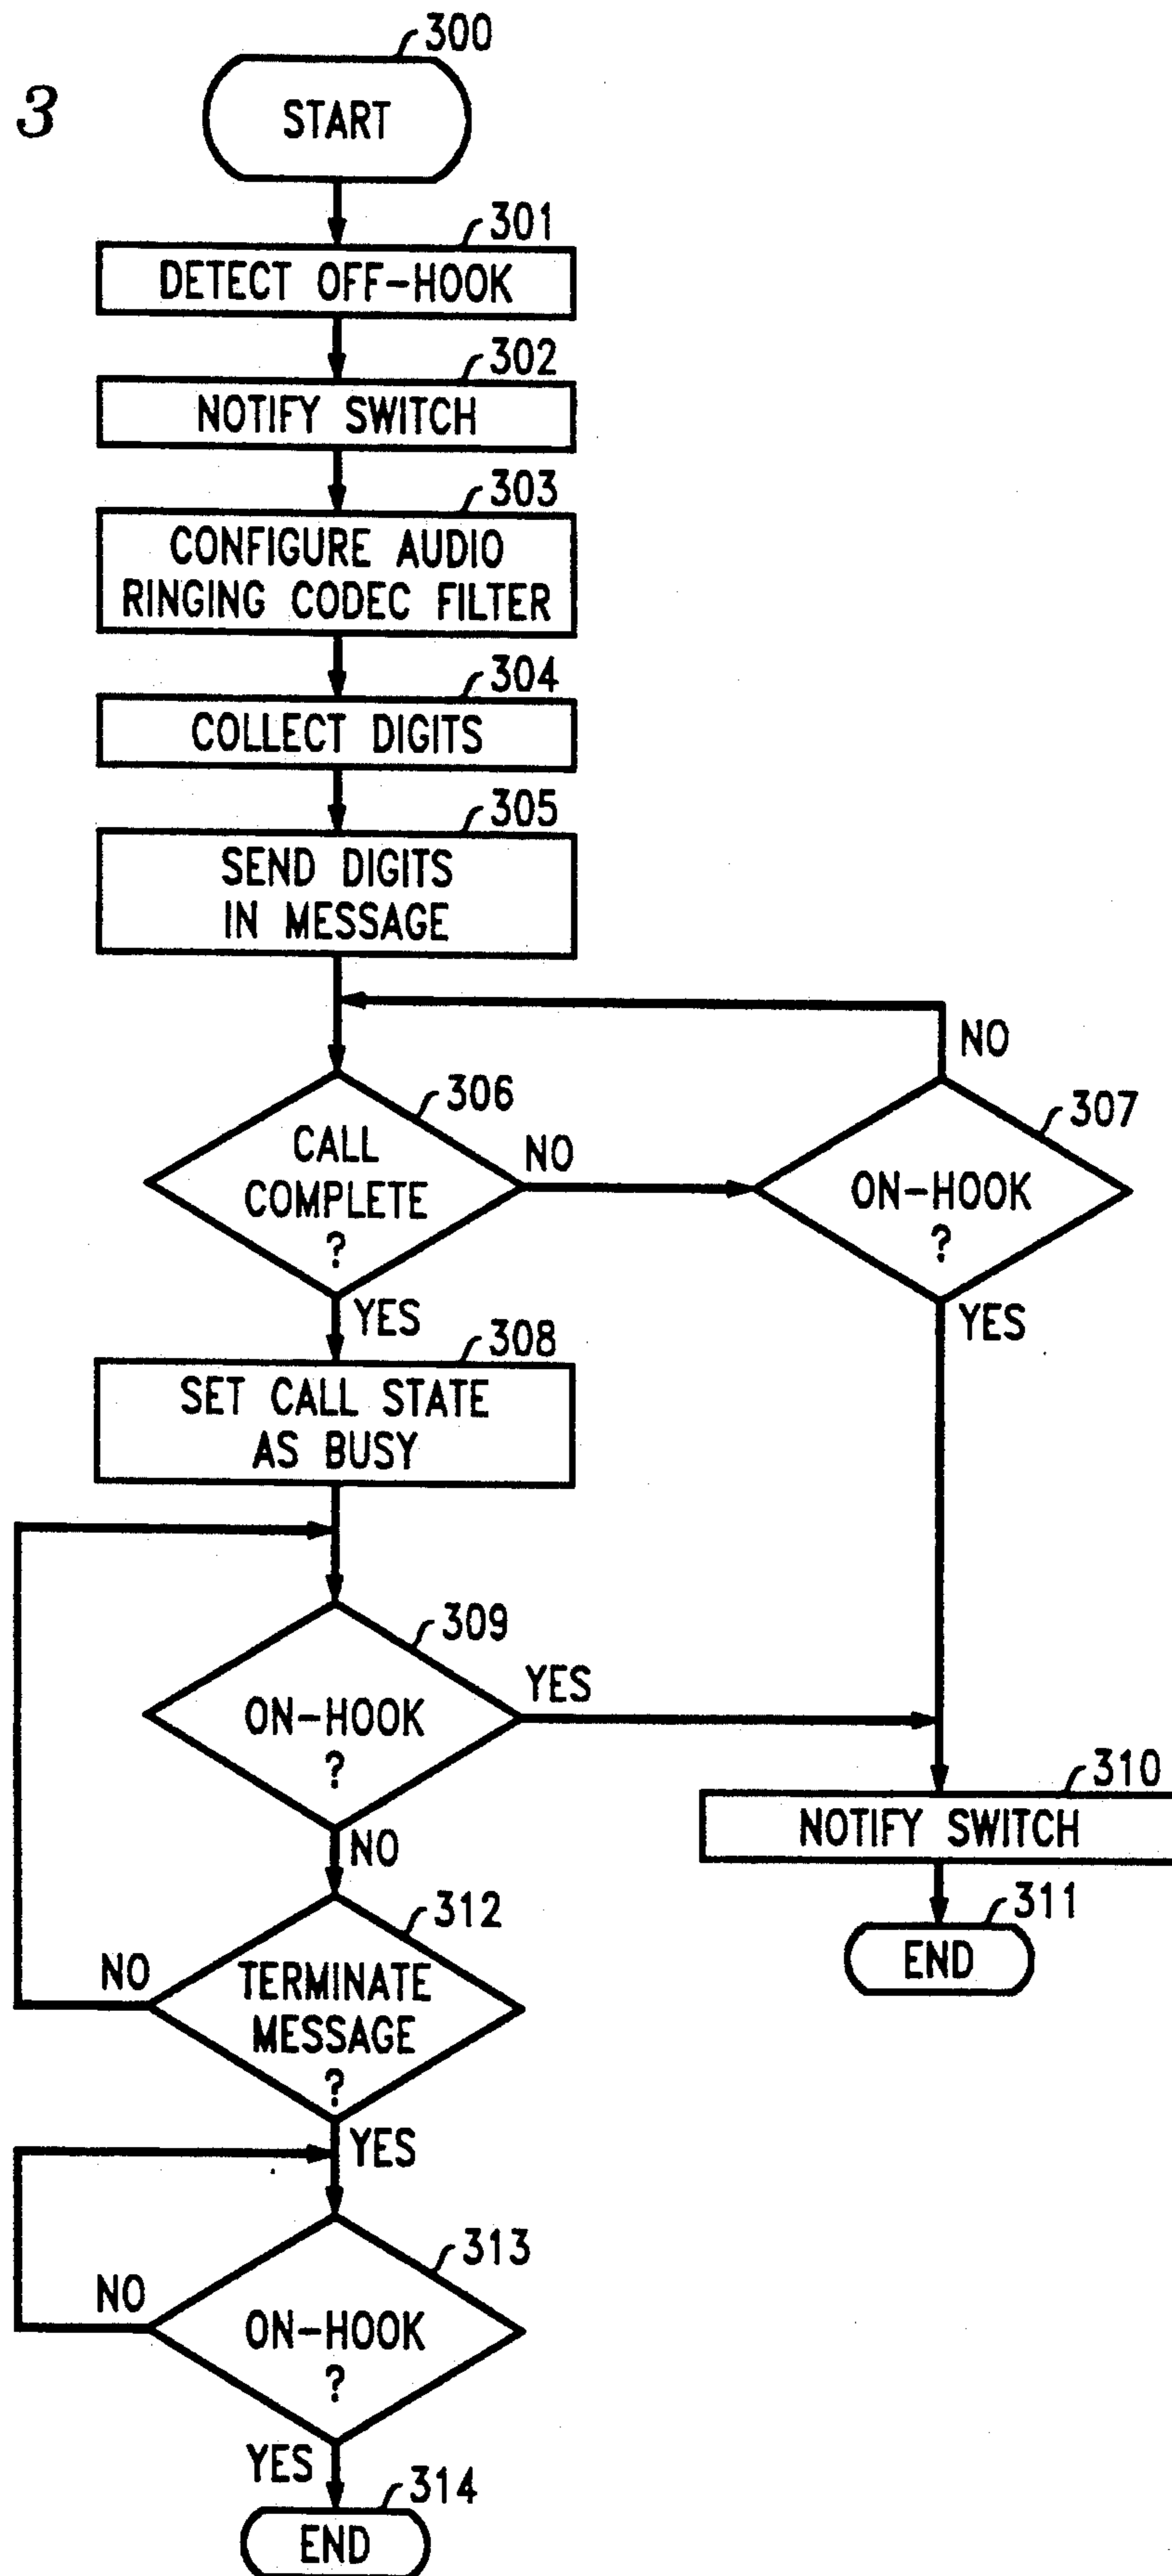 300
3
START
301
DETECT OFF-HOOK
302
NOTIFY SWITCH
303
CONFIGURE AUDIO
RINGING CODEC FILTER
304
COLLECT DIGITS
305
SEND DIGITS
IN MESSAGE
NO
306
307
CALL
COMPLETE
?
NO
ON-HOOK
?
YES
YES
308
SET CALL STATE
AS BUSY
309
ON-HOOK
?
YES
310
NOTIFY SWITCH
NO
311
END
312
NO
TERMINATE
MESSAGE
?
YES
313
NO
ON-HOOK
?
YES
314
END